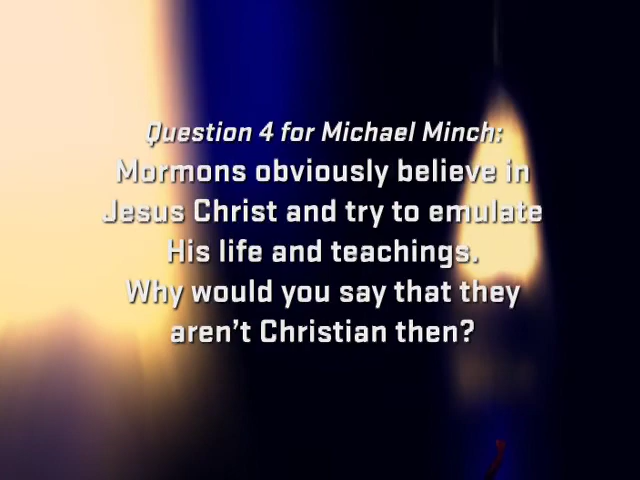 Question 4 for Michael Minch:
Mormons obviously believe in
Jesus Christ and try to emulate
His life and teachings.
Why would you say that they
aren't Christian then?